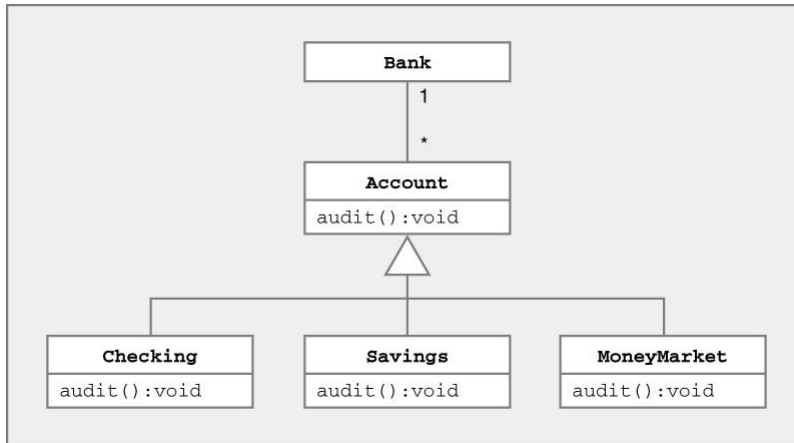 Bank
1
*
Account
audit():void
Checking
audit():void
Savings
audit():void
MoneyMarket
audit():void